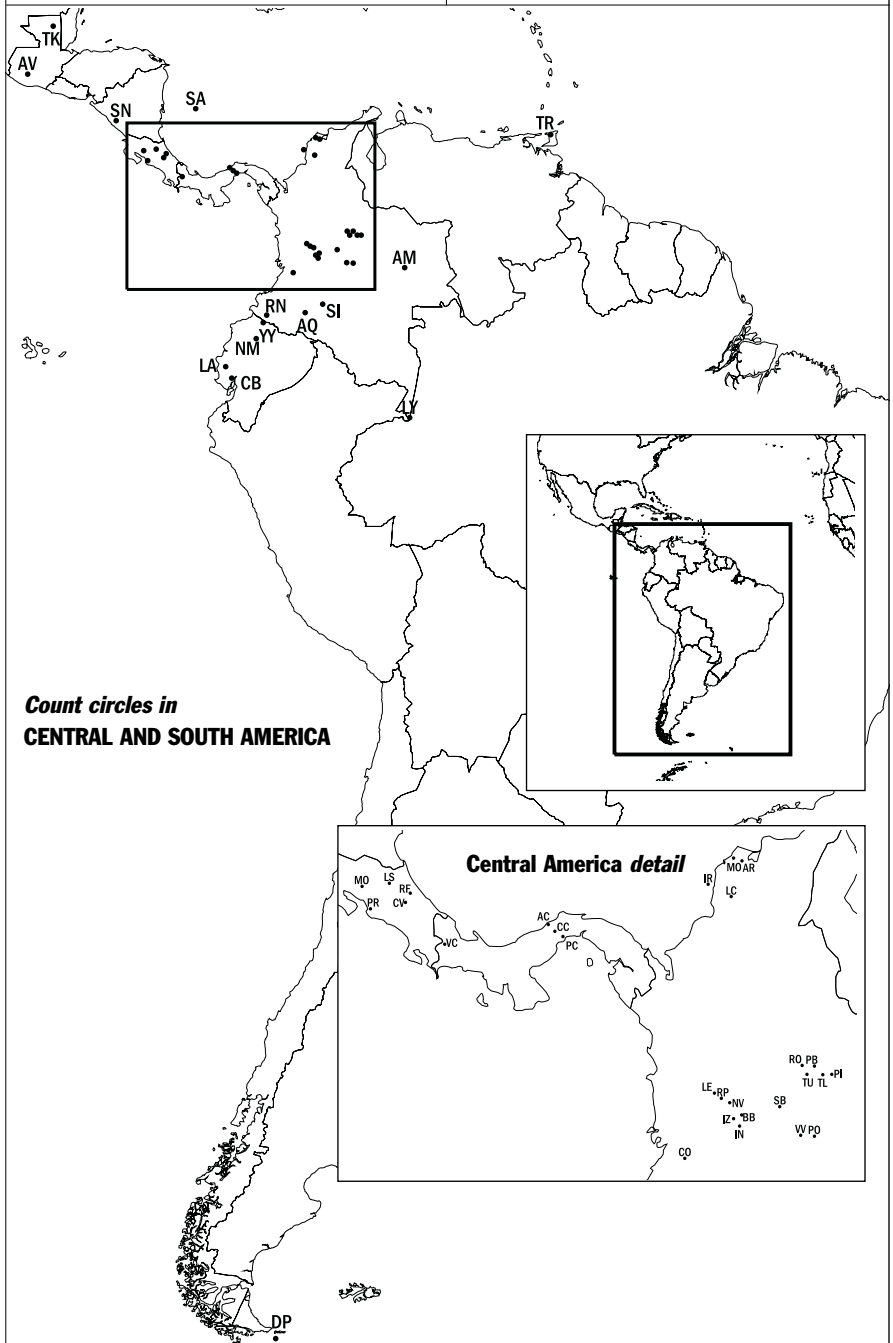 TK
AV
SA
SN
TR
AM
RN
SI
YY
AQ
NM
LA
CB
LY
Count circles in
CENTRAL AND SOUTH AMERICA
Central America detail
MO AR
MO
LS
IR
RF
LC
PR
CV
AC
CC
VC
PC
RO PB
TU TL PI
LE RP
NV
SB
IZ BB
IN
VV PO
CO
DP